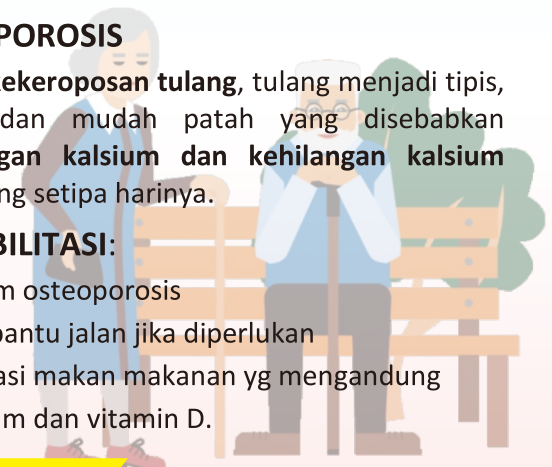 POROSIS
kekeroposan tulang, tulang menjadi tipis,
dan mudah patah yang disebabkan
gan kalsium dan kehilangan kalsium
ng setipa harinya.
BILITASI:
m osteoporosis
bantu jalan jika diperlukan
asi makan makanan yg mengandung
m dan vitamin D.